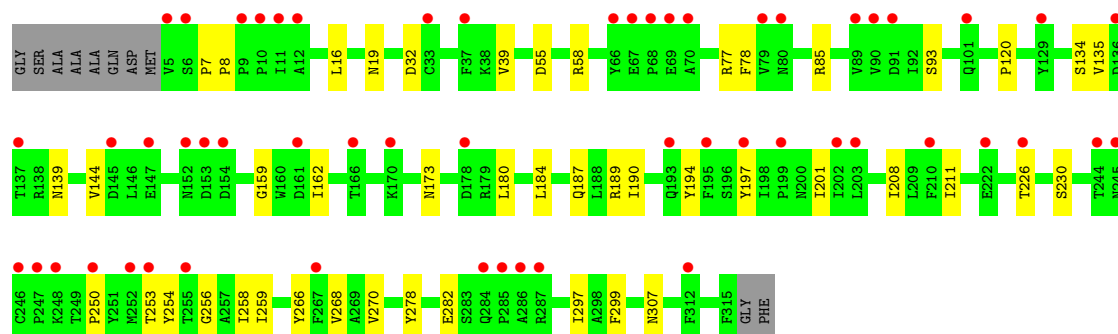 GLY SER ALA ALA ALA GLN ASP MET V5 S6 P7 P8 P9 P10 I11 A12 L16 N19 D32 C33 F37 K38 V39 D55 R58 Y66 E67 P68 E69 A70 R77 F78 V79 N80 R85 V89 V90 D91 I92 S93 Q101 P120 Y129 S134 V135 D136
T137 R138 N139 V144 D145 L146 E147 N152 D153 D154 G159 W160 D161 I162 T166 K170 N173 D178 R179 L180 L184 Q187 L188 R189 I190 Q193 Y194 F195 S196 Y197 I198 P199 N200 I201 I202 L203 I208 L209 F210 I211 E222 T226 S230 T244 N245
C246 P247 K248 T249 P250 Y251 M252 T253 Y254 T255 G256 A257 I258 I259 Y266 F267 V268 A269 V270 Y278 E282 S283 Q284 P285 A286 R287 I297 A298 F299 N307 F312 F315 GLY PHE